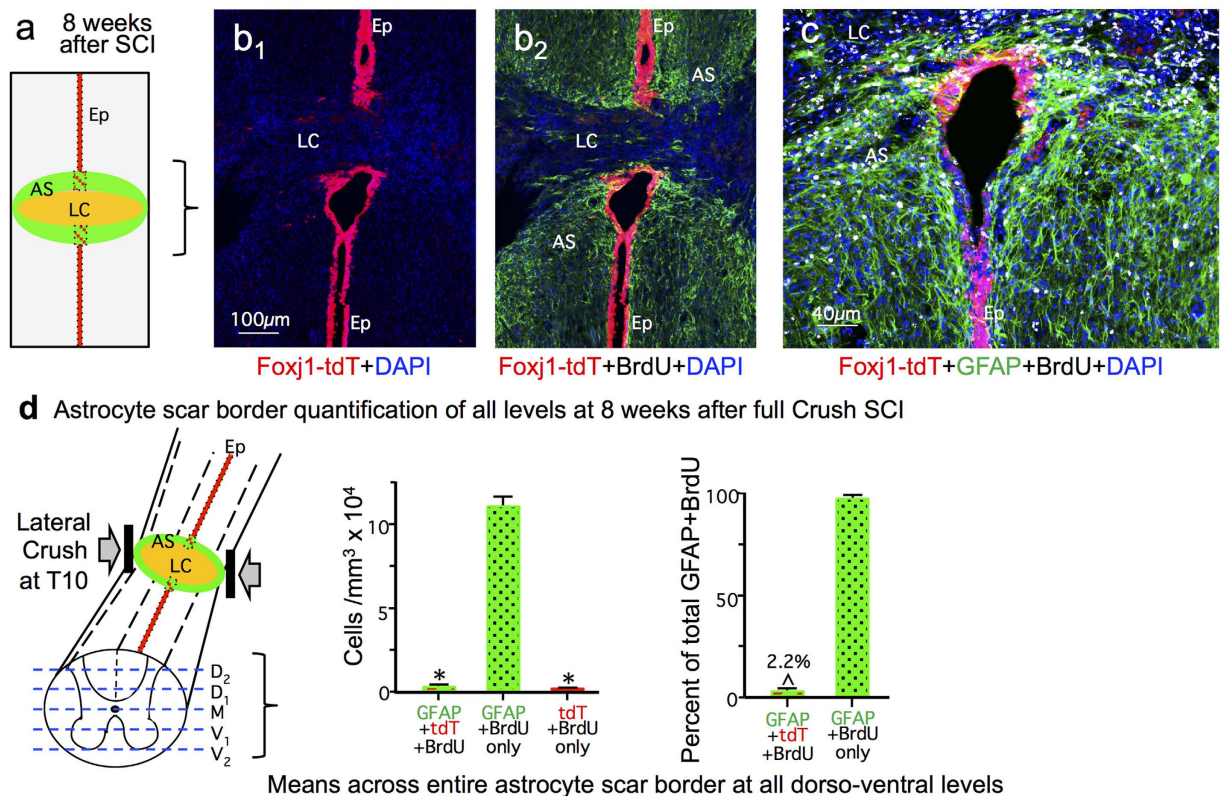 a
8 weeks
after SCI
Ep
AS
LC
b1
Ep
LC
Ep
100µm
Foxj1-tdT+DAPI
b2
Ep
AS
LC
AS
Ep
Foxj1-tdT+BrdU+DAPI
c
LC
AS
Ep
40µm
Foxj1-tdT+GFAP+BrdU+DAPI
d Astrocyte scar border quantification of all levels at 8 weeks after full Crush SCI
Ep
Lateral
Crush
at T10
AS
LC
D2
D1
M
V1
V2
Cells /mm³ x 10⁴
10
5
0
*
*
GFAP
+tdT
+BrdU
GFAP
+BrdU
only
tdT
+BrdU
only
Percent of total GFAP+BrdU
100
50
0
2.2%
^
GFAP
+tdT
+BrdU
GFAP
+BrdU
only
Means across entire astrocyte scar border at all dorso-ventral levels